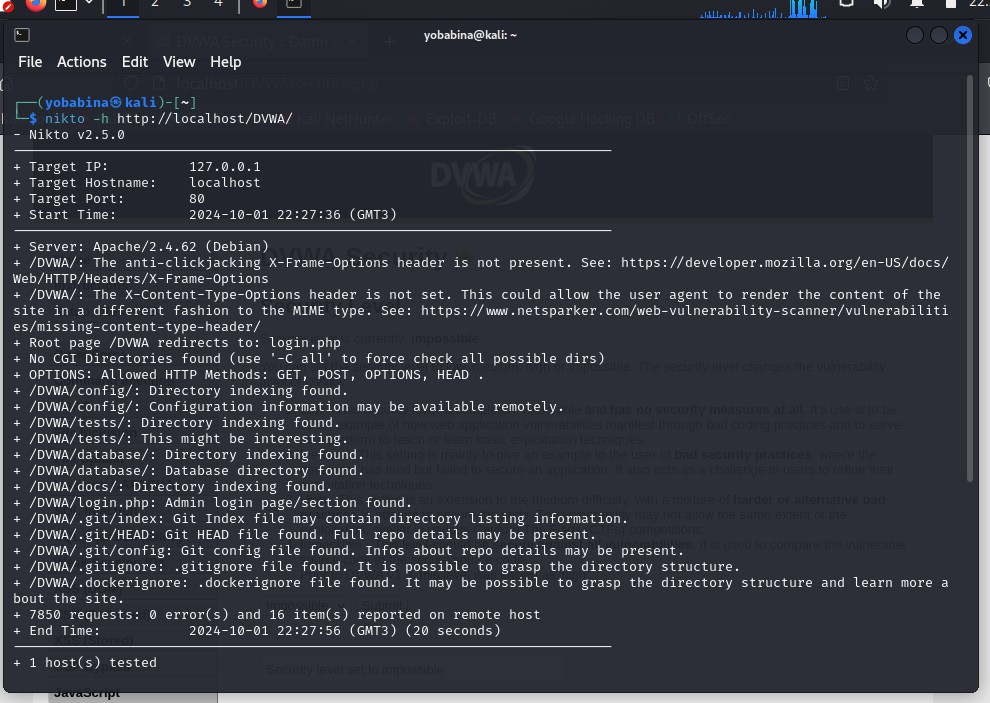 1 2 3 4 22:
yobabina@kali: ~
File Actions Edit View Help
┌──(yobabina㉿kali)-[~]
└─$ nikto -h http://localhost/DVWA/
- Nikto v2.5.0
---------------------------------------------------------------------------
+ Target IP: 127.0.0.1
+ Target Hostname: localhost
+ Target Port: 80
+ Start Time: 2024-10-01 22:27:36 (GMT3)
---------------------------------------------------------------------------
+ Server: Apache/2.4.62 (Debian)
+ /DVWA/: The anti-clickjacking X-Frame-Options header is not present. See: https://developer.mozilla.org/en-US/docs/
Web/HTTP/Headers/X-Frame-Options
+ /DVWA/: The X-Content-Type-Options header is not set. This could allow the user agent to render the content of the
site in a different fashion to the MIME type. See: https://www.netsparker.com/web-vulnerability-scanner/vulnerabiliti
es/missing-content-type-header/
+ Root page /DVWA redirects to: login.php
+ No CGI Directories found (use '-C all' to force check all possible dirs)
+ OPTIONS: Allowed HTTP Methods: GET, POST, OPTIONS, HEAD .
+ /DVWA/config/: Directory indexing found.
+ /DVWA/config/: Configuration information may be available remotely.
+ /DVWA/tests/: Directory indexing found.
+ /DVWA/tests/: This might be interesting.
+ /DVWA/database/: Directory indexing found.
+ /DVWA/database/: Database directory found.
+ /DVWA/docs/: Directory indexing found.
+ /DVWA/login.php: Admin login page/section found.
+ /DVWA/.git/index: Git Index file may contain directory listing information.
+ /DVWA/.git/HEAD: Git HEAD file found. Full repo details may be present.
+ /DVWA/.git/config: Git config file found. Infos about repo details may be present.
+ /DVWA/.gitignore: .gitignore file found. It is possible to grasp the directory structure.
+ /DVWA/.dockerignore: .dockerignore file found. It may be possible to grasp the directory structure and learn more a
bout the site.
+ 7850 requests: 0 error(s) and 16 item(s) reported on remote host
+ End Time: 2024-10-01 22:27:56 (GMT3) (20 seconds)
---------------------------------------------------------------------------
+ 1 host(s) tested
Security level set to impossible
JavaScript